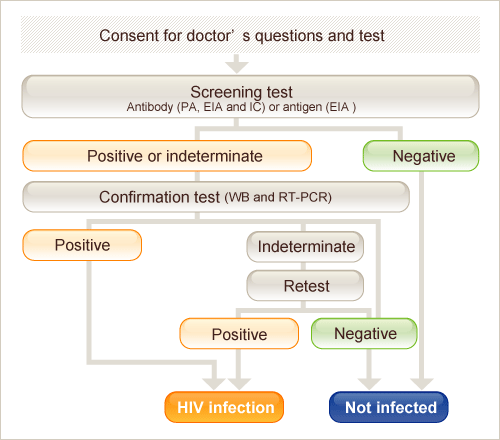 Consent for doctor’ s questions and test
Screening test
Antibody (PA, EIA and IC) or antigen (EIA )
Positive or indeterminate
Negative
Confirmation test (WB and RT-PCR)
Positive
Indeterminate
Retest
Positive
Negative
HIV infection
Not infected